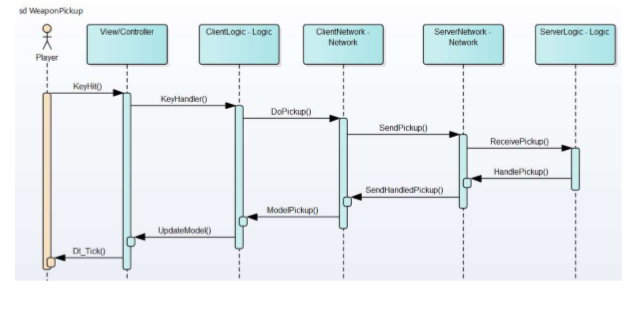 sd WeaponPickup
Player
View/Controller
ClientLogic - Logic
ClientNetwork -
Network
ServerNetwork -
Network
ServerLogic - Logic
KeyHit()
KeyHandler()
DoPickup()
SendPickup()
ReceivePickup()
HandlePickup()
SendHandledPickup()
ModelPickup()
UpdateModel()
Dt_Tick()